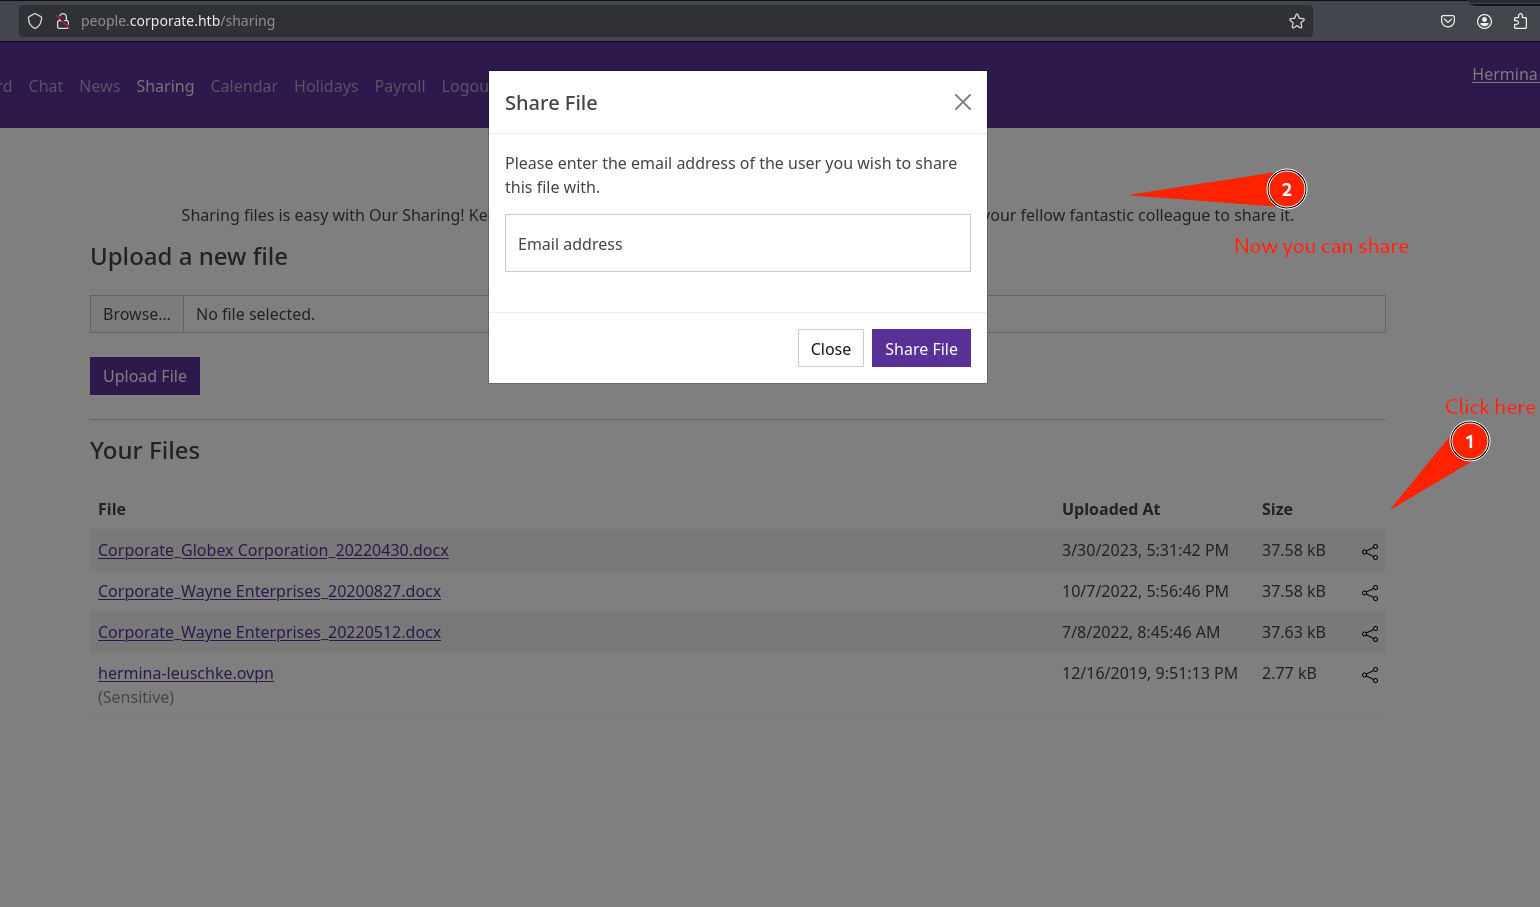 people.corporate.htb/sharing
Chat News Sharing Calendar Holidays Payroll
Hermina
Share File
Please enter the email address of the user you wish to share
this file with.
Email address
Close Share File
2
Now you can share
Sharing files is easy with Our Sharing! your fellow fantastic colleague to share it.
Upload a new file
Browse... No file selected.
Upload File
Click here
1
Your Files
File Uploaded At Size
Corporate_Globex Corporation_20220430.docx 3/30/2023, 5:31:42 PM 37.58 kB
Corporate_Wayne Enterprises_20200827.docx 10/7/2022, 5:56:46 PM 37.58 kB
Corporate_Wayne Enterprises_20220512.docx 7/8/2022, 8:45:46 AM 37.63 kB
hermina-leuschke.ovpn 12/16/2019, 9:51:13 PM 2.77 kB
(Sensitive)